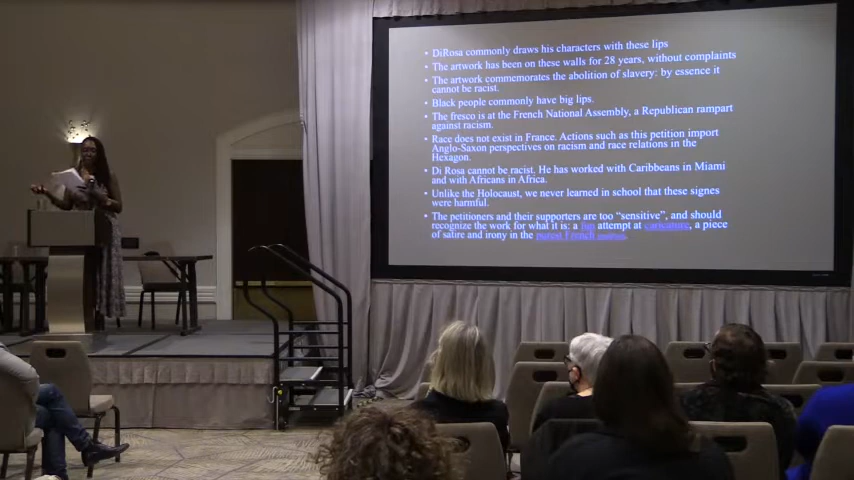 • DiRosa commonly draws his characters with these lips
• The artwork has been on these walls for 28 years, without complaints
• The artwork commemorates the abolition of slavery: by essence it
cannot be racist.
• Black people commonly have big lips.
• The fresco is at the French National Assembly, a Republican rampart
against racism.
• Race does not exist in France. Actions such as this petition import
Anglo-Saxon perspectives on racism and race relations in the
Hexagon.
• Di Rosa cannot be racist. He has worked with Caribbeans in Miami
and with Africans in Africa.
• Unlike the Holocaust, we never learned in school that these signes
were harmful.
• The petitioners and their supporters are too “sensitive”, and should
recognize the work for what it is: a fun attempt at caricature, a piece
of satire and irony in the purest French